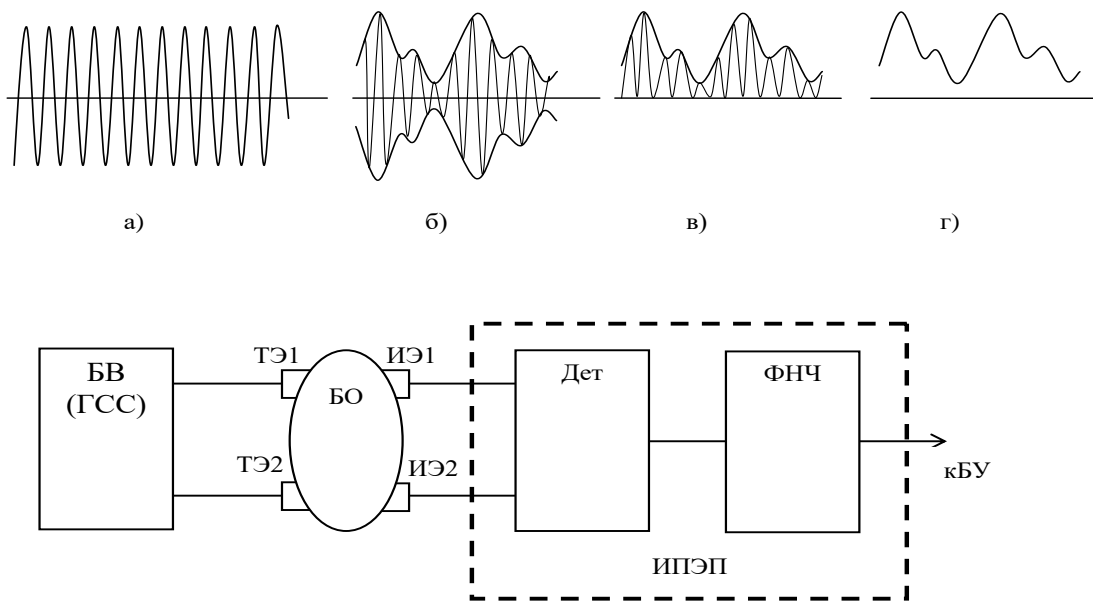 а) б) в) г)
ТЭ1 ИЭ1
БВ
(ГСС)
БО
Дет
ФНЧ
ТЭ2 ИЭ2
кБУ
ИПЭП